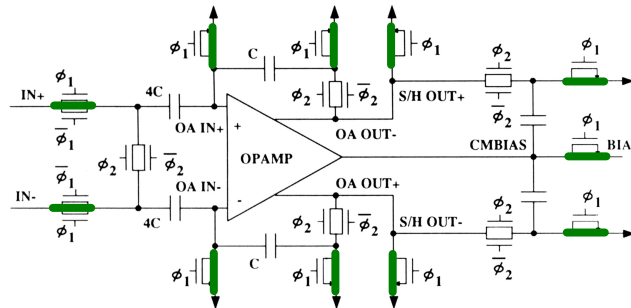 ϕ1 C ϕ1 ϕ1
ϕ2 ϕ1
IN+ ϕ1 4C ϕ2 ϕ̅2 S/H OUT+ ϕ̅2
ϕ̅1 OA IN+ + OA OUT- ϕ1
ϕ2 ϕ̅2 OPAMP CMBIAS BIA
ϕ̅1 OA IN- - OA OUT+
IN- ϕ1 4C ϕ2 ϕ̅2 S/H OUT- ϕ2 ϕ1
C ϕ̅2
ϕ1 ϕ1 ϕ1